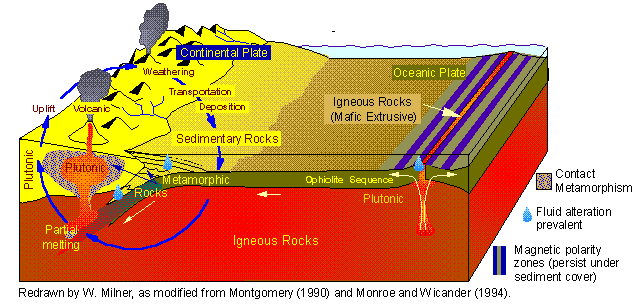 Continental Plate
Weathering
Oceanic Plate
Transportation
Uplift
Volcanic
Deposition
Igneous Rocks
(Mafic Extrusive)
Sedimentary Rocks
Plutonic
Plutonic
Metamorphic
Rocks
Ophiolite Sequence
Plutonic
Partial
melting
Igneous Rocks
Contact
Metamorphism
Fluid alteration
prevalent
Magnetic polarity
zones (persist under
sediment cover)
Redrawn by W. Milner, as modified from Montgomery (1990) and Monroe and Wicander (1994).